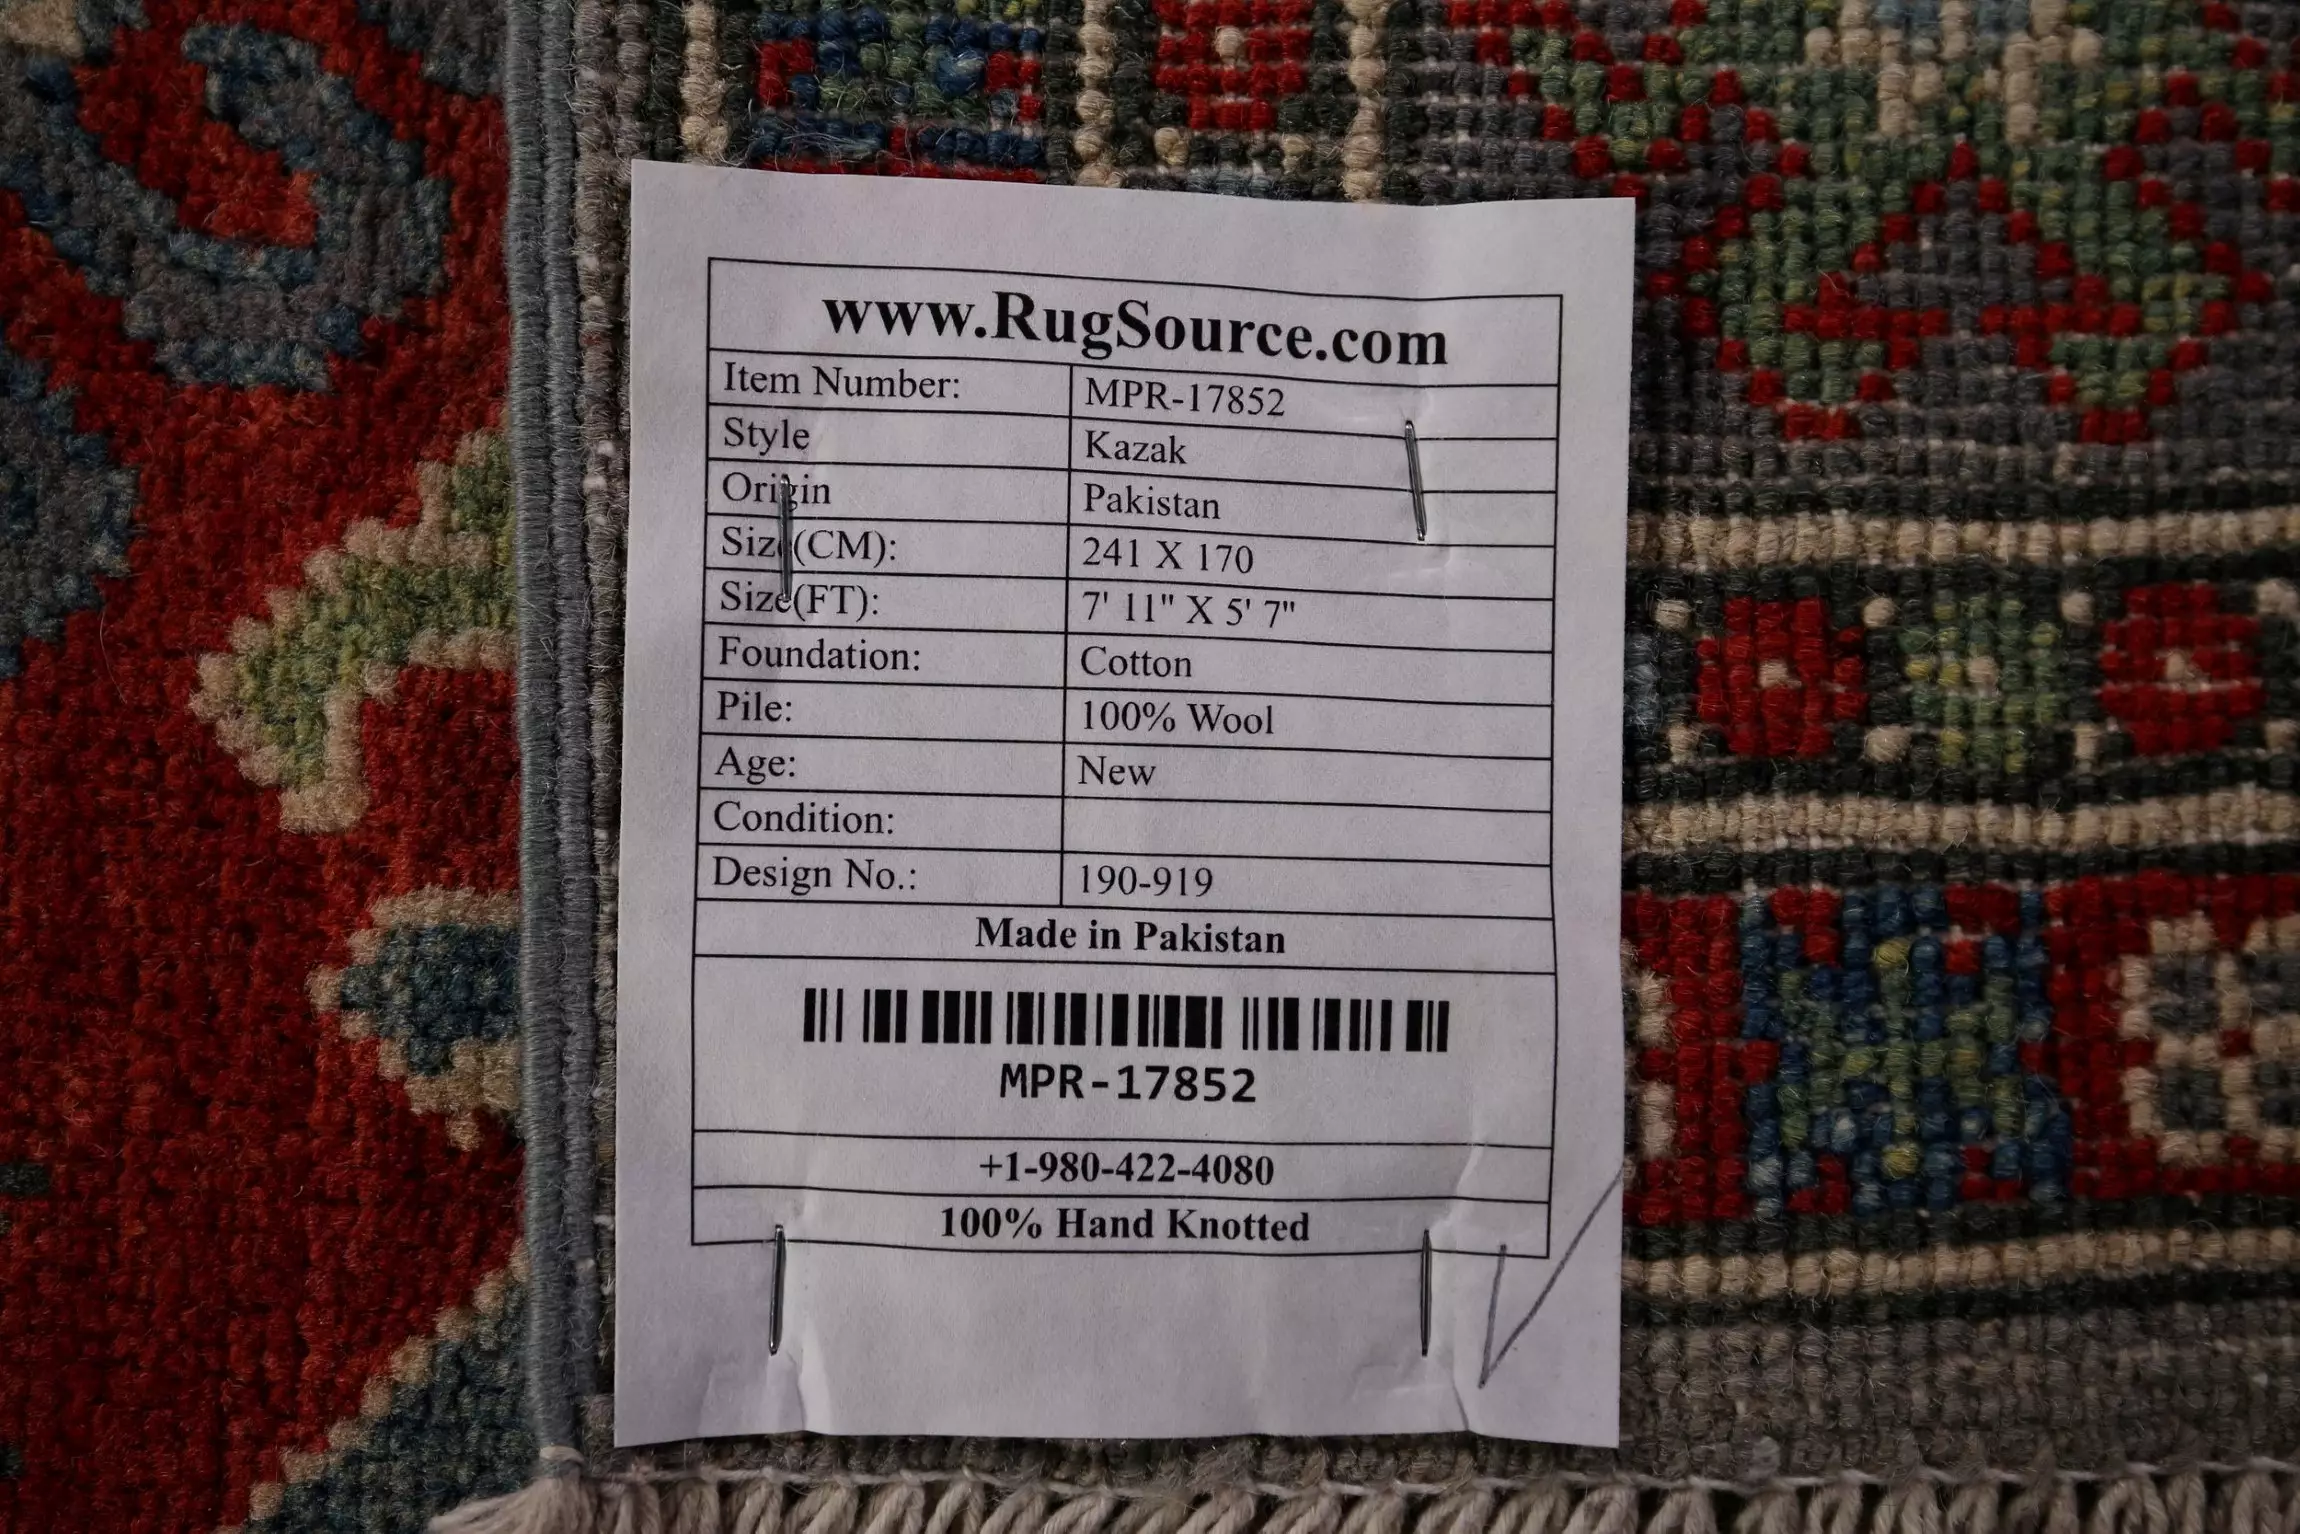 www.RugSource.com
Item Number: MPR-17852
Style Kazak
Origin Pakistan
Size(CM): 241 X 170
Size(FT): 7' 11" X 5' 7"
Foundation: Cotton
Pile: 100% Wool
Age: New
Condition:
Design No.: 190-919
Made in Pakistan
MPR-17852
+1-980-422-4080
100% Hand Knotted